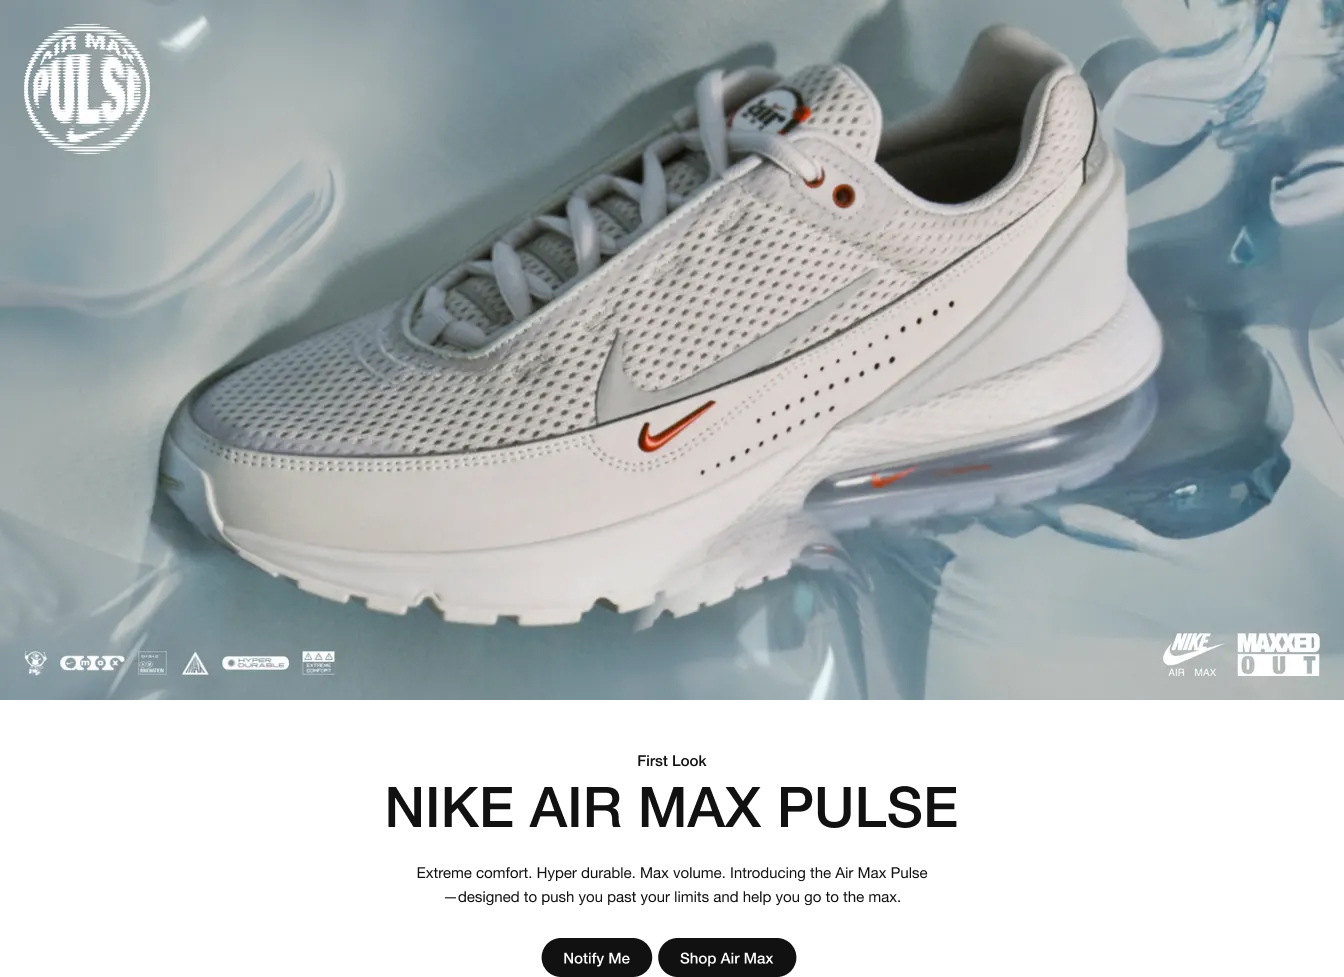 AIR MAX
PULSE
air
HYPER
DURABLE
EXTREME
COMFORT
NIKE
AIR MAX
MAXXED
OUT
First Look
NIKE AIR MAX PULSE
Extreme comfort. Hyper durable. Max volume. Introducing the Air Max Pulse
—designed to push you past your limits and help you go to the max.
Notify Me
Shop Air Max